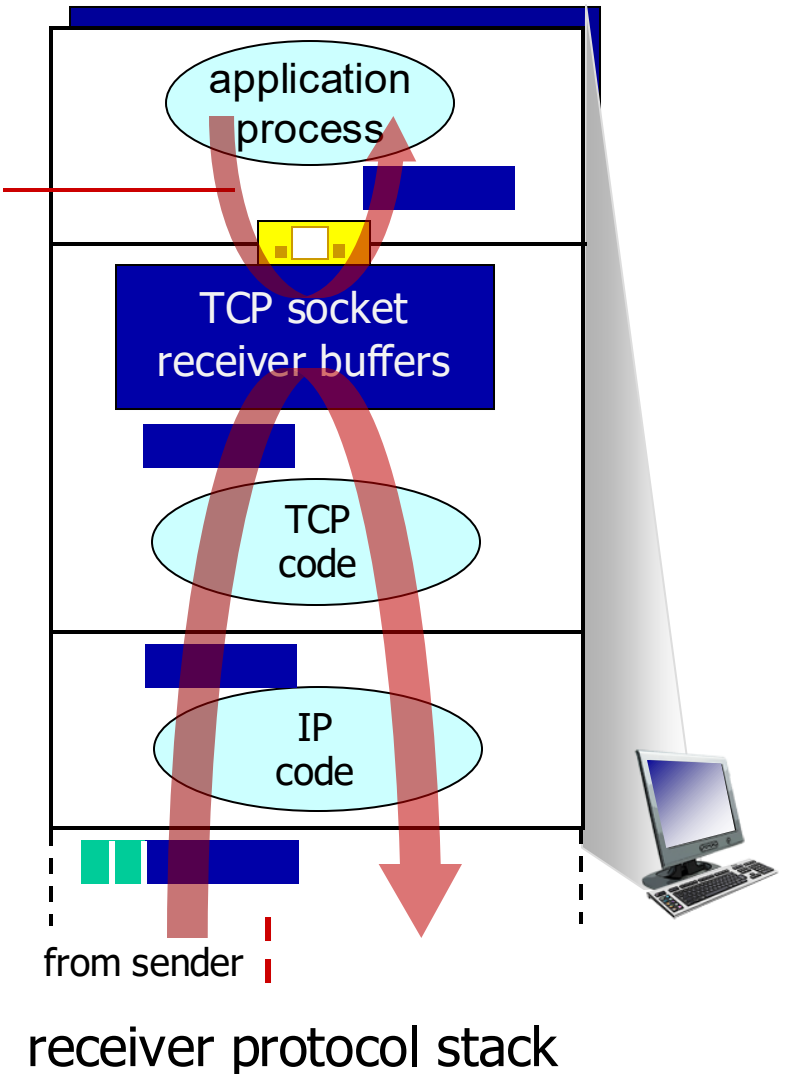 application
process
TCP socket
receiver buffers
TCP
code
IP
code
from sender
receiver protocol stack